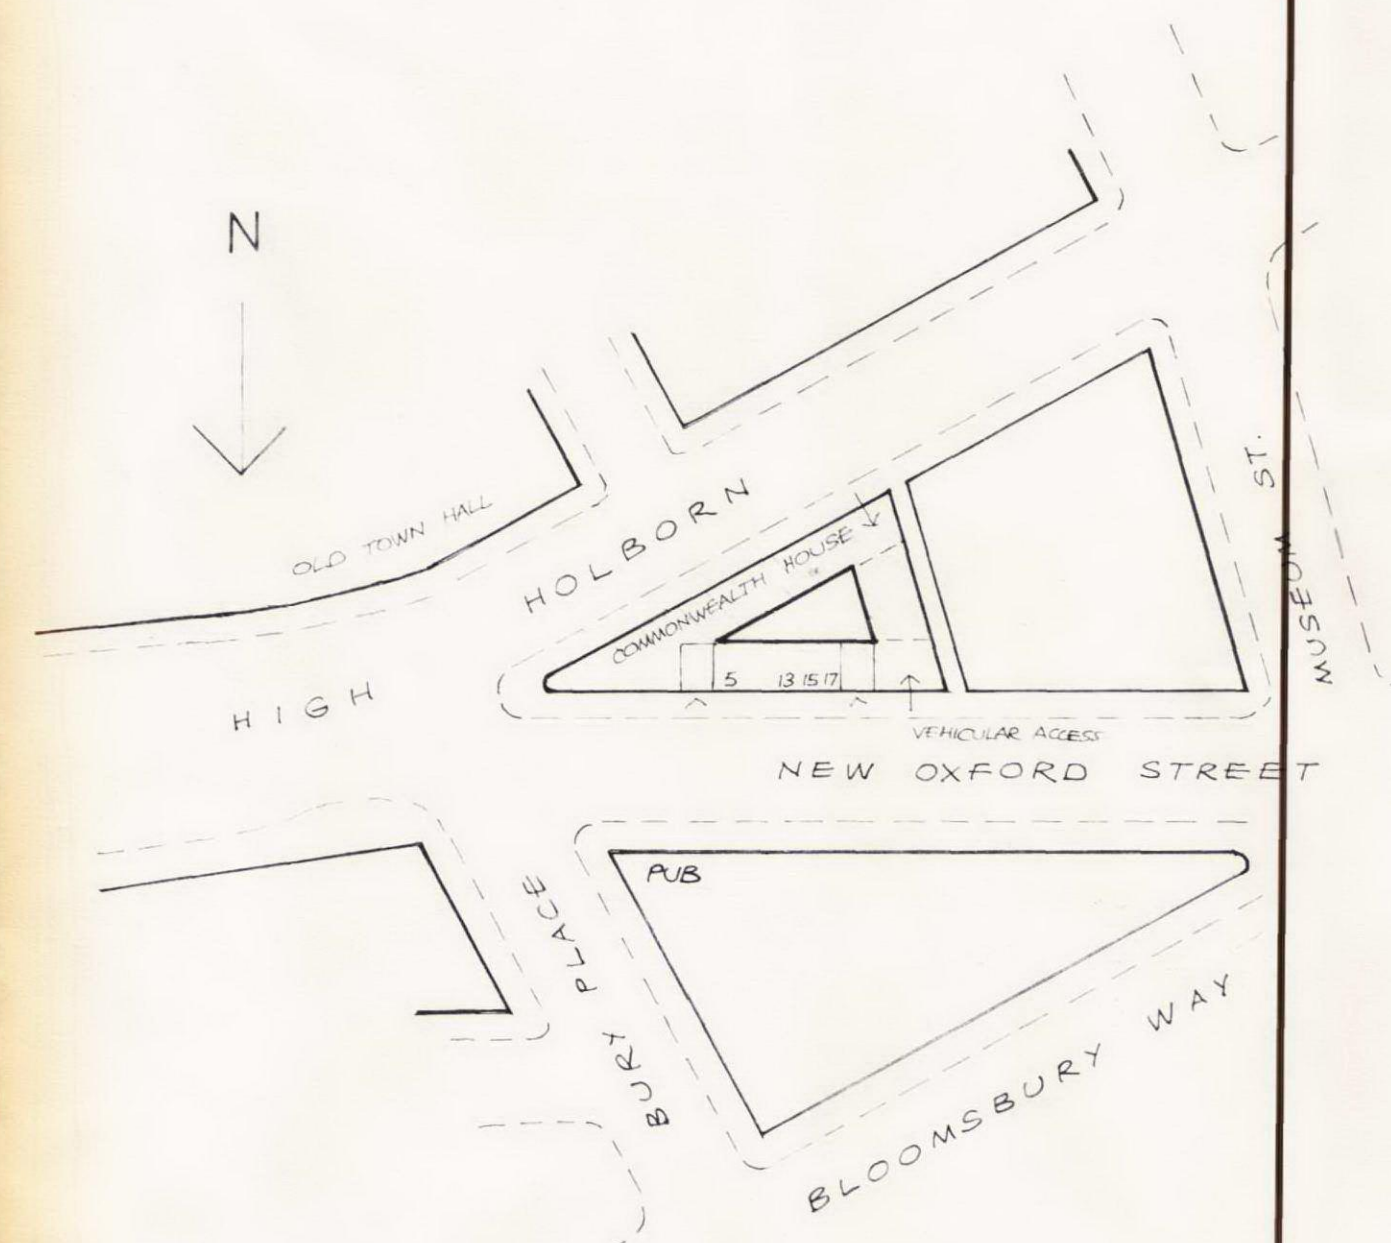 N
OLD TOWN HALL
HIGH HOLBORN
COMMONWEALTH HOUSE
5 13 15 17
VEHICULAR ACCESS
NEW OXFORD STREET
MUSEUM ST.
PUB
BURY PLACE
BLOOMSBURY WAY